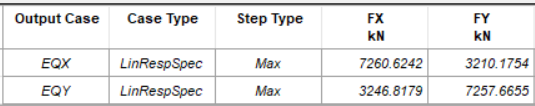 Output Case Case Type Step Type FX FY
kN kN
EQX LinRespSpec Max 7260.6242 3210.1754
EQY LinRespSpec Max 3246.8179 7257.6655